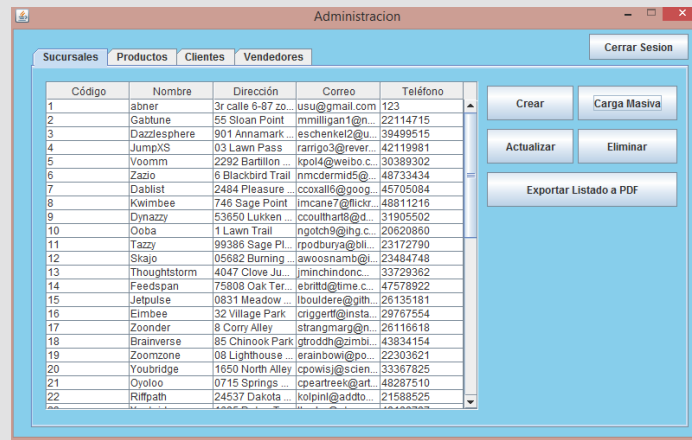 Administracion
Cerrar Sesion
Sucursales Productos Clientes Vendedores
Código Nombre Dirección Correo Teléfono
1 abner 3r calle 6-87 zo... usu@gmail.com 123
2 Gabtune 55 Sloan Point mmilligan1@n... 22114715
3 Dazzlesphere 901 Annamark ... eschenkel2@u... 39499515
4 JumpXS 03 Lawn Pass rarrigo3@rever... 42119981
5 Voomm 2292 Bartillon ... kpol4@weibo.c... 30389302
6 Zazio 6 Blackbird Trail nmcdermid5@... 48733434
7 Dablist 2484 Pleasure ... ccoxall6@goog... 45705084
8 Kwimbee 746 Sage Point imcane7@flickr... 48811216
9 Dynazzy 53650 Lukken ... ccoulthart8@d... 31905502
10 Ooba 1 Lawn Trail ngotch9@ihg.c... 20620860
11 Tazzy 99386 Sage Pl... rpodburya@bli... 23172790
12 Skajo 05682 Burning ... awoosnamb@i... 23484748
13 Thoughtstorm 4047 Clove Ju... jminchindonc... 33729362
14 Feedspan 75808 Oak Ter... ebrittd@time.c... 47578922
15 Jetpulse 0831 Meadow ... lbouldere@gith... 26135181
16 Eimbee 32 Village Park criggertf@insta... 29767554
17 Zoonder 8 Corry Alley strangmarg@n... 26116618
18 Brainverse 85 Chinook Park gtroddh@zimbi... 43834154
19 Zoomzone 08 Lighthouse ... erainbowi@po... 22303621
20 Youbridge 1650 North Alley cpowisj@scien... 33367825
21 Oyoloo 0715 Springs ... cpeartreek@art... 48287510
22 Riffpath 24537 Dakota ... kolpinl@addto... 21588525
Crear Carga Masiva
Actualizar Eliminar
Exportar Listado a PDF